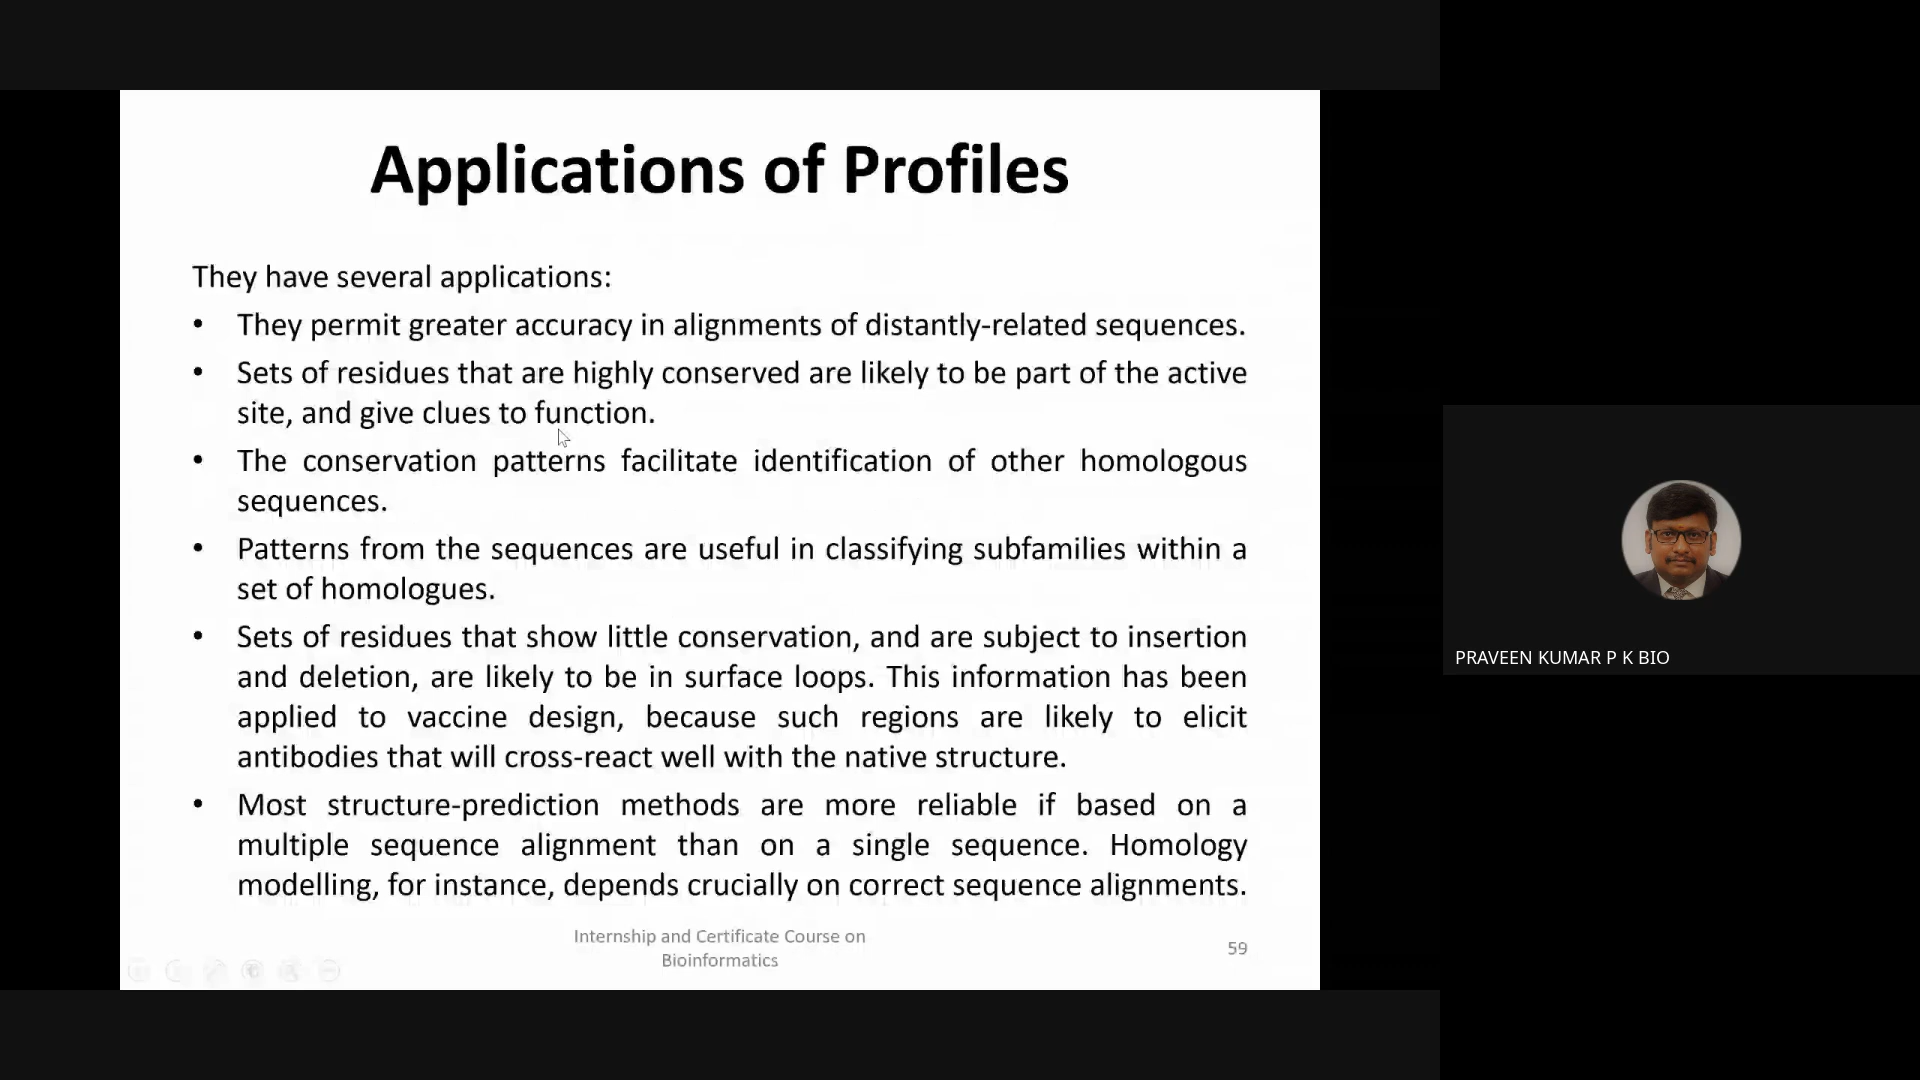 Applications of Profiles
They have several applications:
• They permit greater accuracy in alignments of distantly-related sequences.
• Sets of residues that are highly conserved are likely to be part of the active
site, and give clues to function.
• The conservation patterns facilitate identification of other homologous
sequences.
• Patterns from the sequences are useful in classifying subfamilies within a
set of homologues.
• Sets of residues that show little conservation, and are subject to insertion
and deletion, are likely to be in surface loops. This information has been
applied to vaccine design, because such regions are likely to elicit
antibodies that will cross-react well with the native structure.
• Most structure-prediction methods are more reliable if based on a
multiple sequence alignment than on a single sequence. Homology
modelling, for instance, depends crucially on correct sequence alignments.
Internship and Certificate Course on
Bioinformatics
59
PRAVEEN KUMAR P K BIO